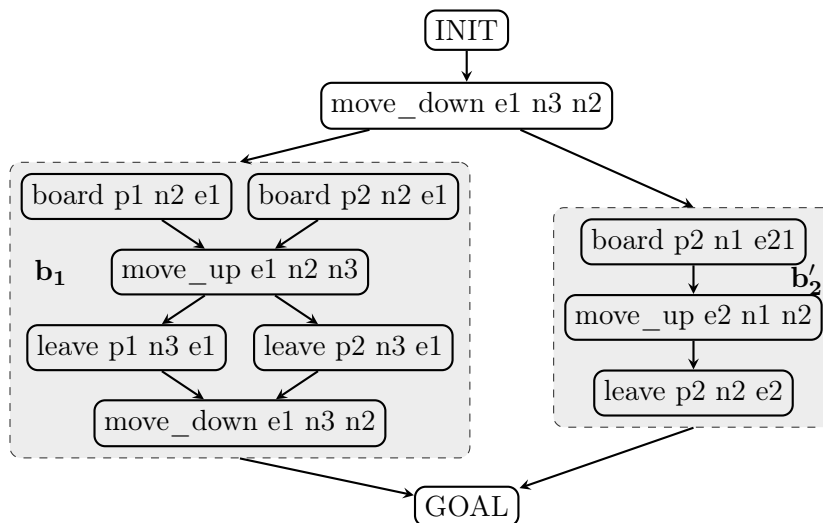 INIT
move_down e1 n3 n2
board p1 n2 e1
board p2 n2 e1
b₁
move_up e1 n2 n3
leave p1 n3 e1
leave p2 n3 e1
move_down e1 n3 n2
board p2 n1 e21
b₂′
move_up e2 n1 n2
leave p2 n2 e2
GOAL